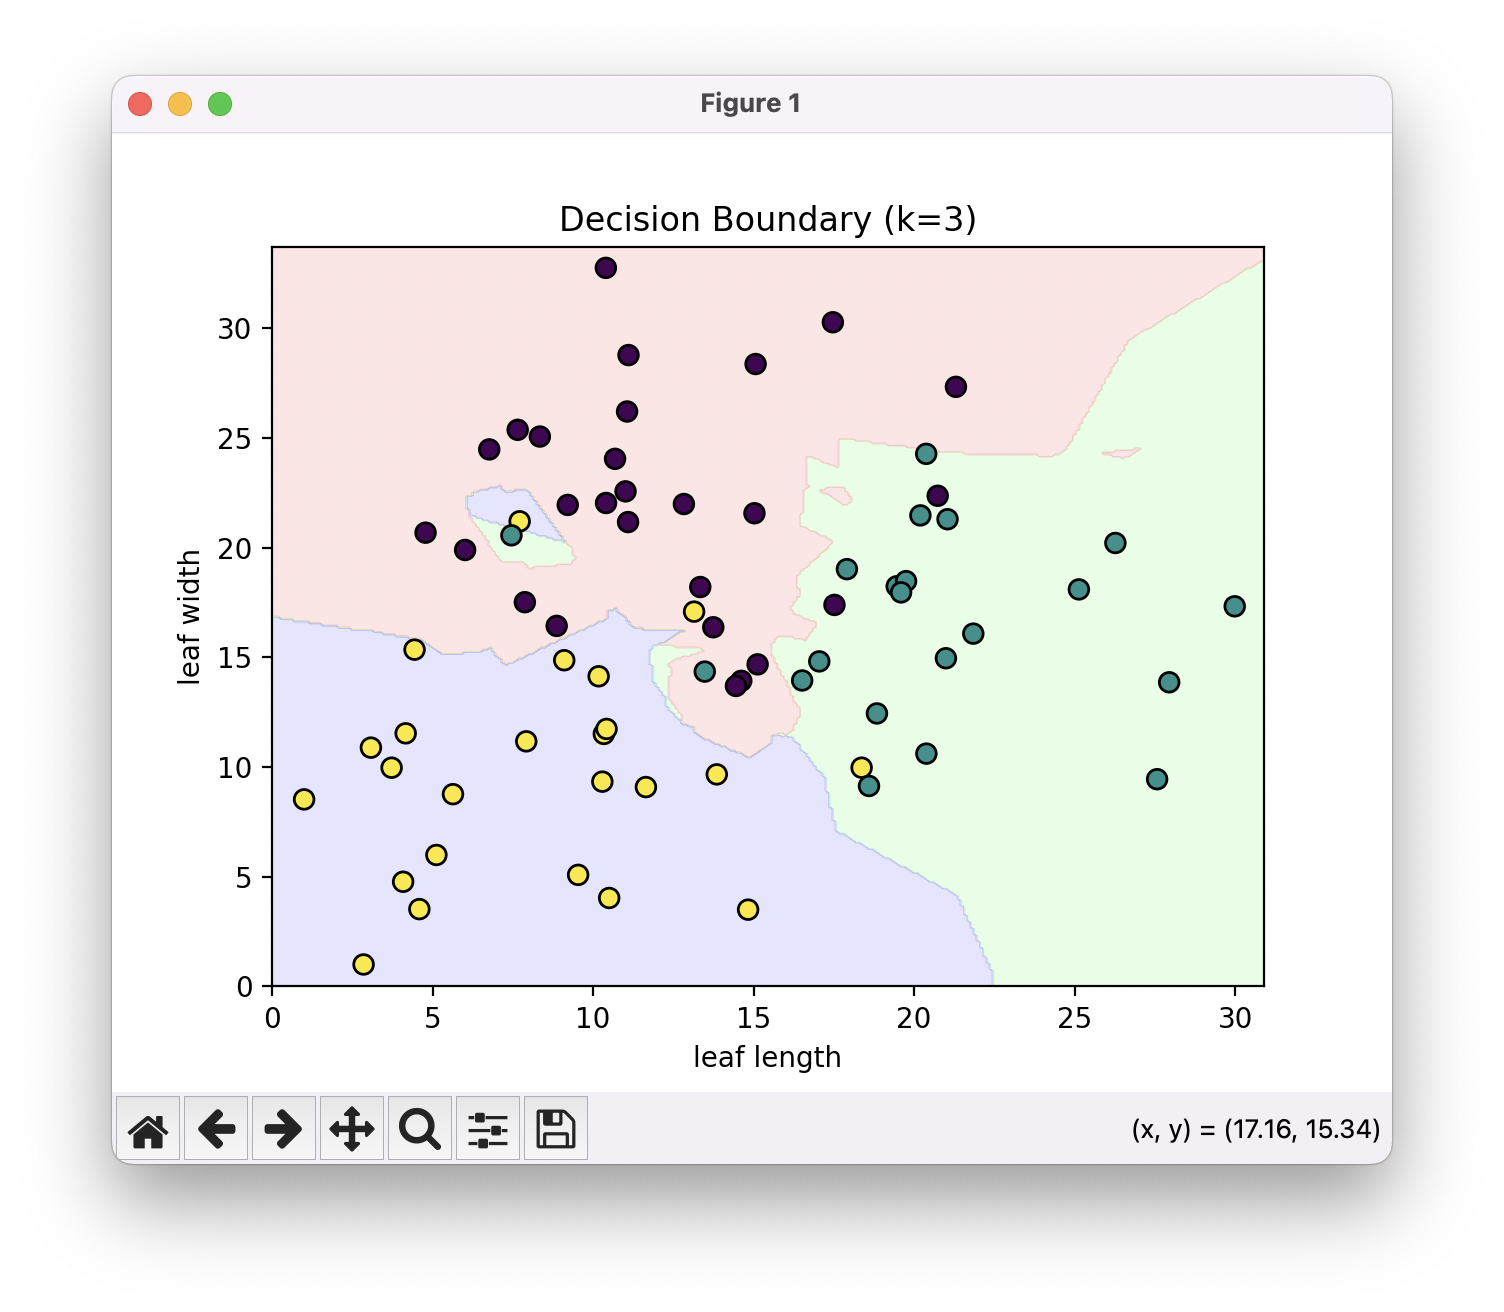 Figure 1
Decision Boundary (k=3)
30
25
20
15
10
5
0
leaf width
0 5 10 15 20 25 30
leaf length
(x, y) = (17.16, 15.34)